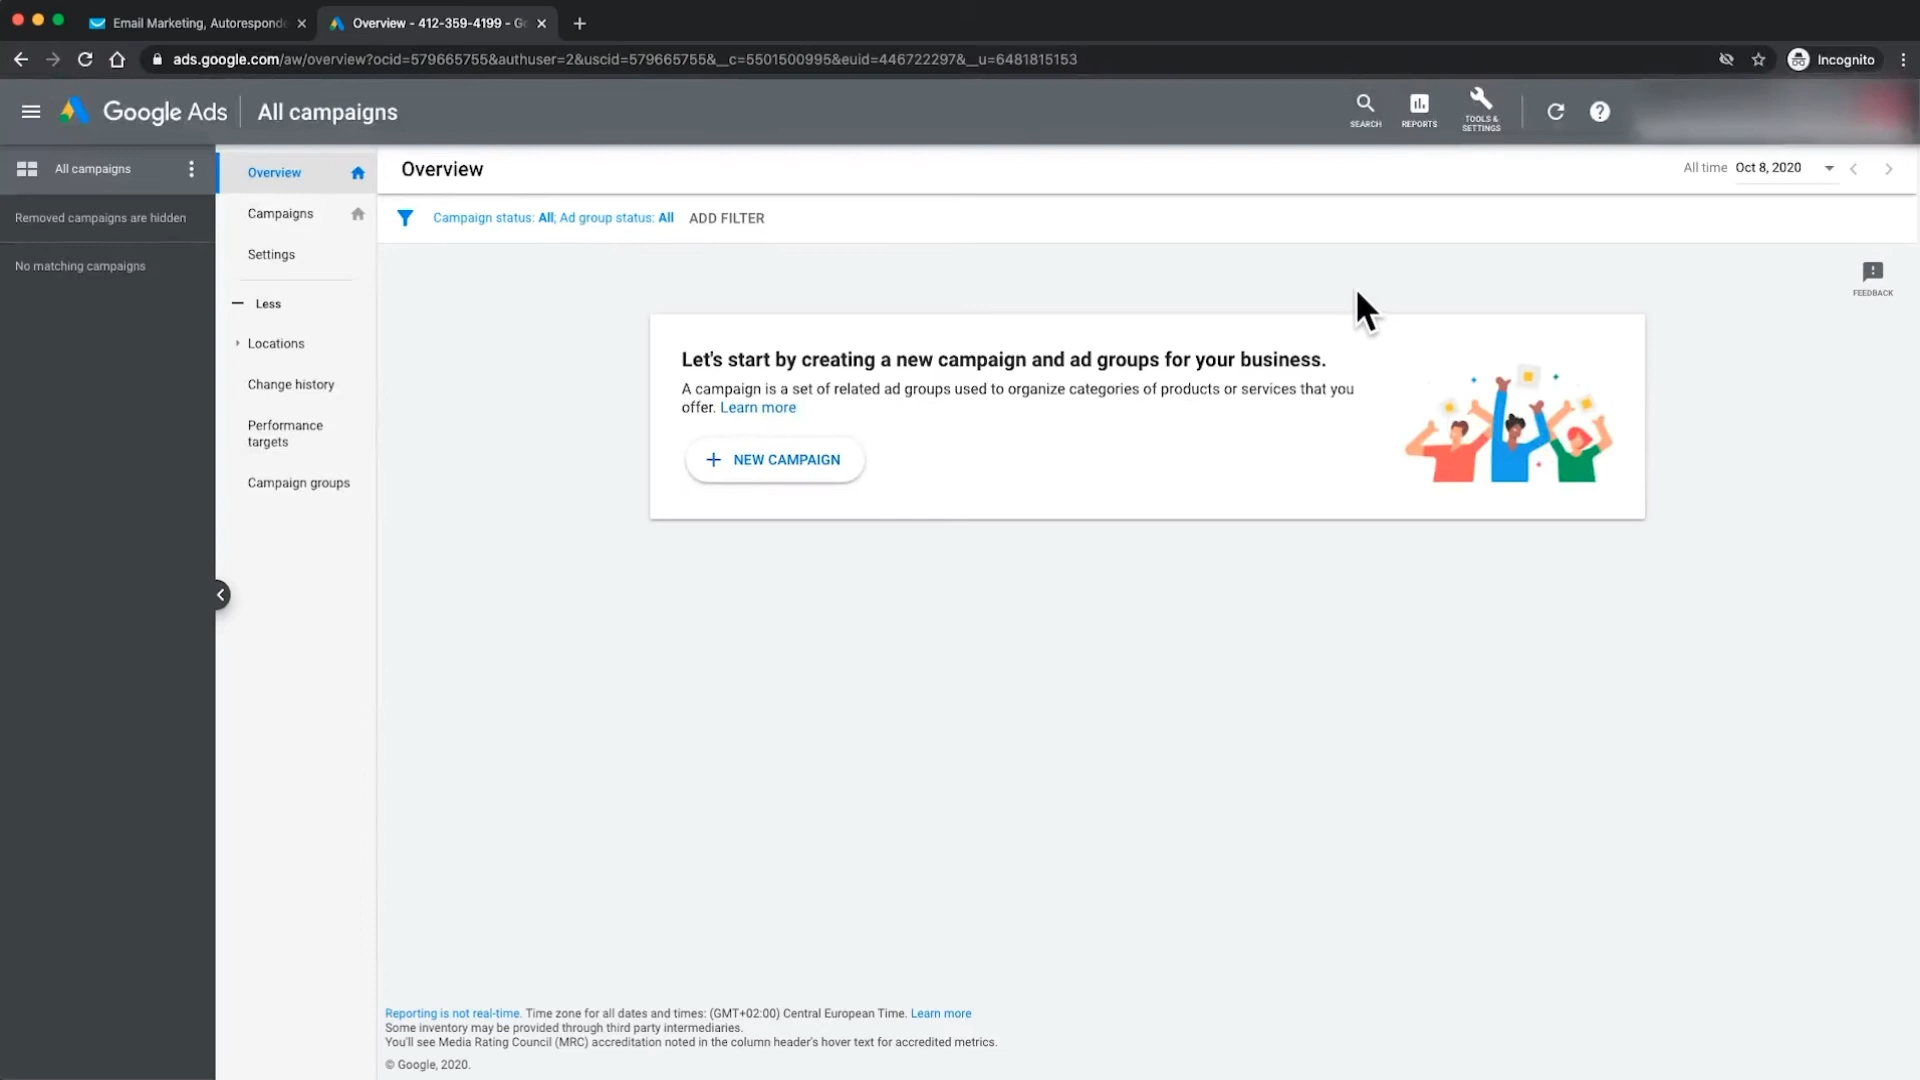 Email Marketing, Autoresponde
Overview - 412-359-4199 - Go
ads.google.com/aw/overview?ocid=579665755&authuser=2&uscid=579665755&__c=5501500995&euid=446722297&__u=6481815153
Incognito
Google Ads
All campaigns
SEARCH
REPORTS
TOOLS &
SETTINGS
All campaigns
Removed campaigns are hidden
No matching campaigns
Overview
Campaigns
Settings
Less
Locations
Change history
Performance
targets
Campaign groups
Overview
All time Oct 8, 2020
Campaign status: All; Ad group status: All ADD FILTER
FEEDBACK
Let's start by creating a new campaign and ad groups for your business.
A campaign is a set of related ad groups used to organize categories of products or services that you
offer. Learn more
+ NEW CAMPAIGN
Reporting is not real-time. Time zone for all dates and times: (GMT+02:00) Central European Time. Learn more
Some inventory may be provided through third party intermediaries.
You'll see Media Rating Council (MRC) accreditation noted in the column header's hover text for accredited metrics.
© Google, 2020.